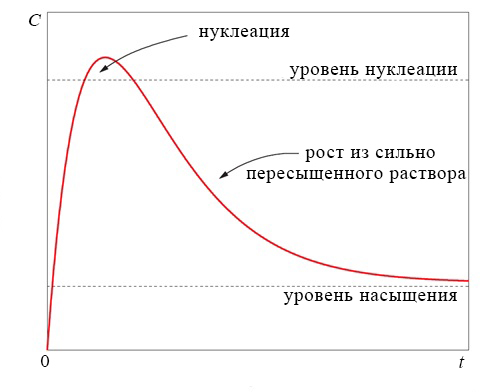 C
нуклеация
уровень нуклеации
рост из сильно
пересыщенного раствора
уровень насыщения
0
t